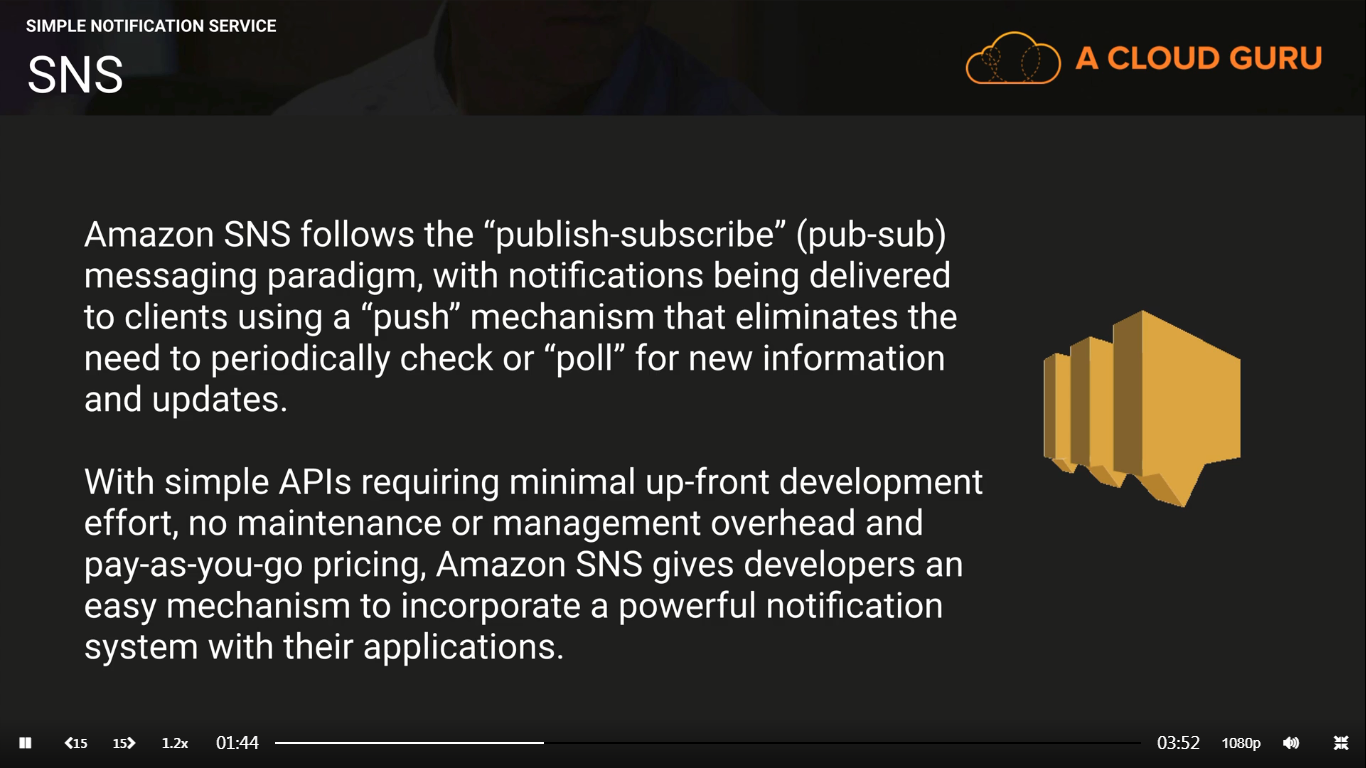 SIMPLE NOTIFICATION SERVICE
SNS
A CLOUD GURU
Amazon SNS follows the “publish-subscribe” (pub-sub)
messaging paradigm, with notifications being delivered
to clients using a “push” mechanism that eliminates the
need to periodically check or “poll” for new information
and updates.
With simple APIs requiring minimal up-front development
effort, no maintenance or management overhead and
pay-as-you-go pricing, Amazon SNS gives developers an
easy mechanism to incorporate a powerful notification
system with their applications.
15 15 1.2x 01:44 03:52 1080p